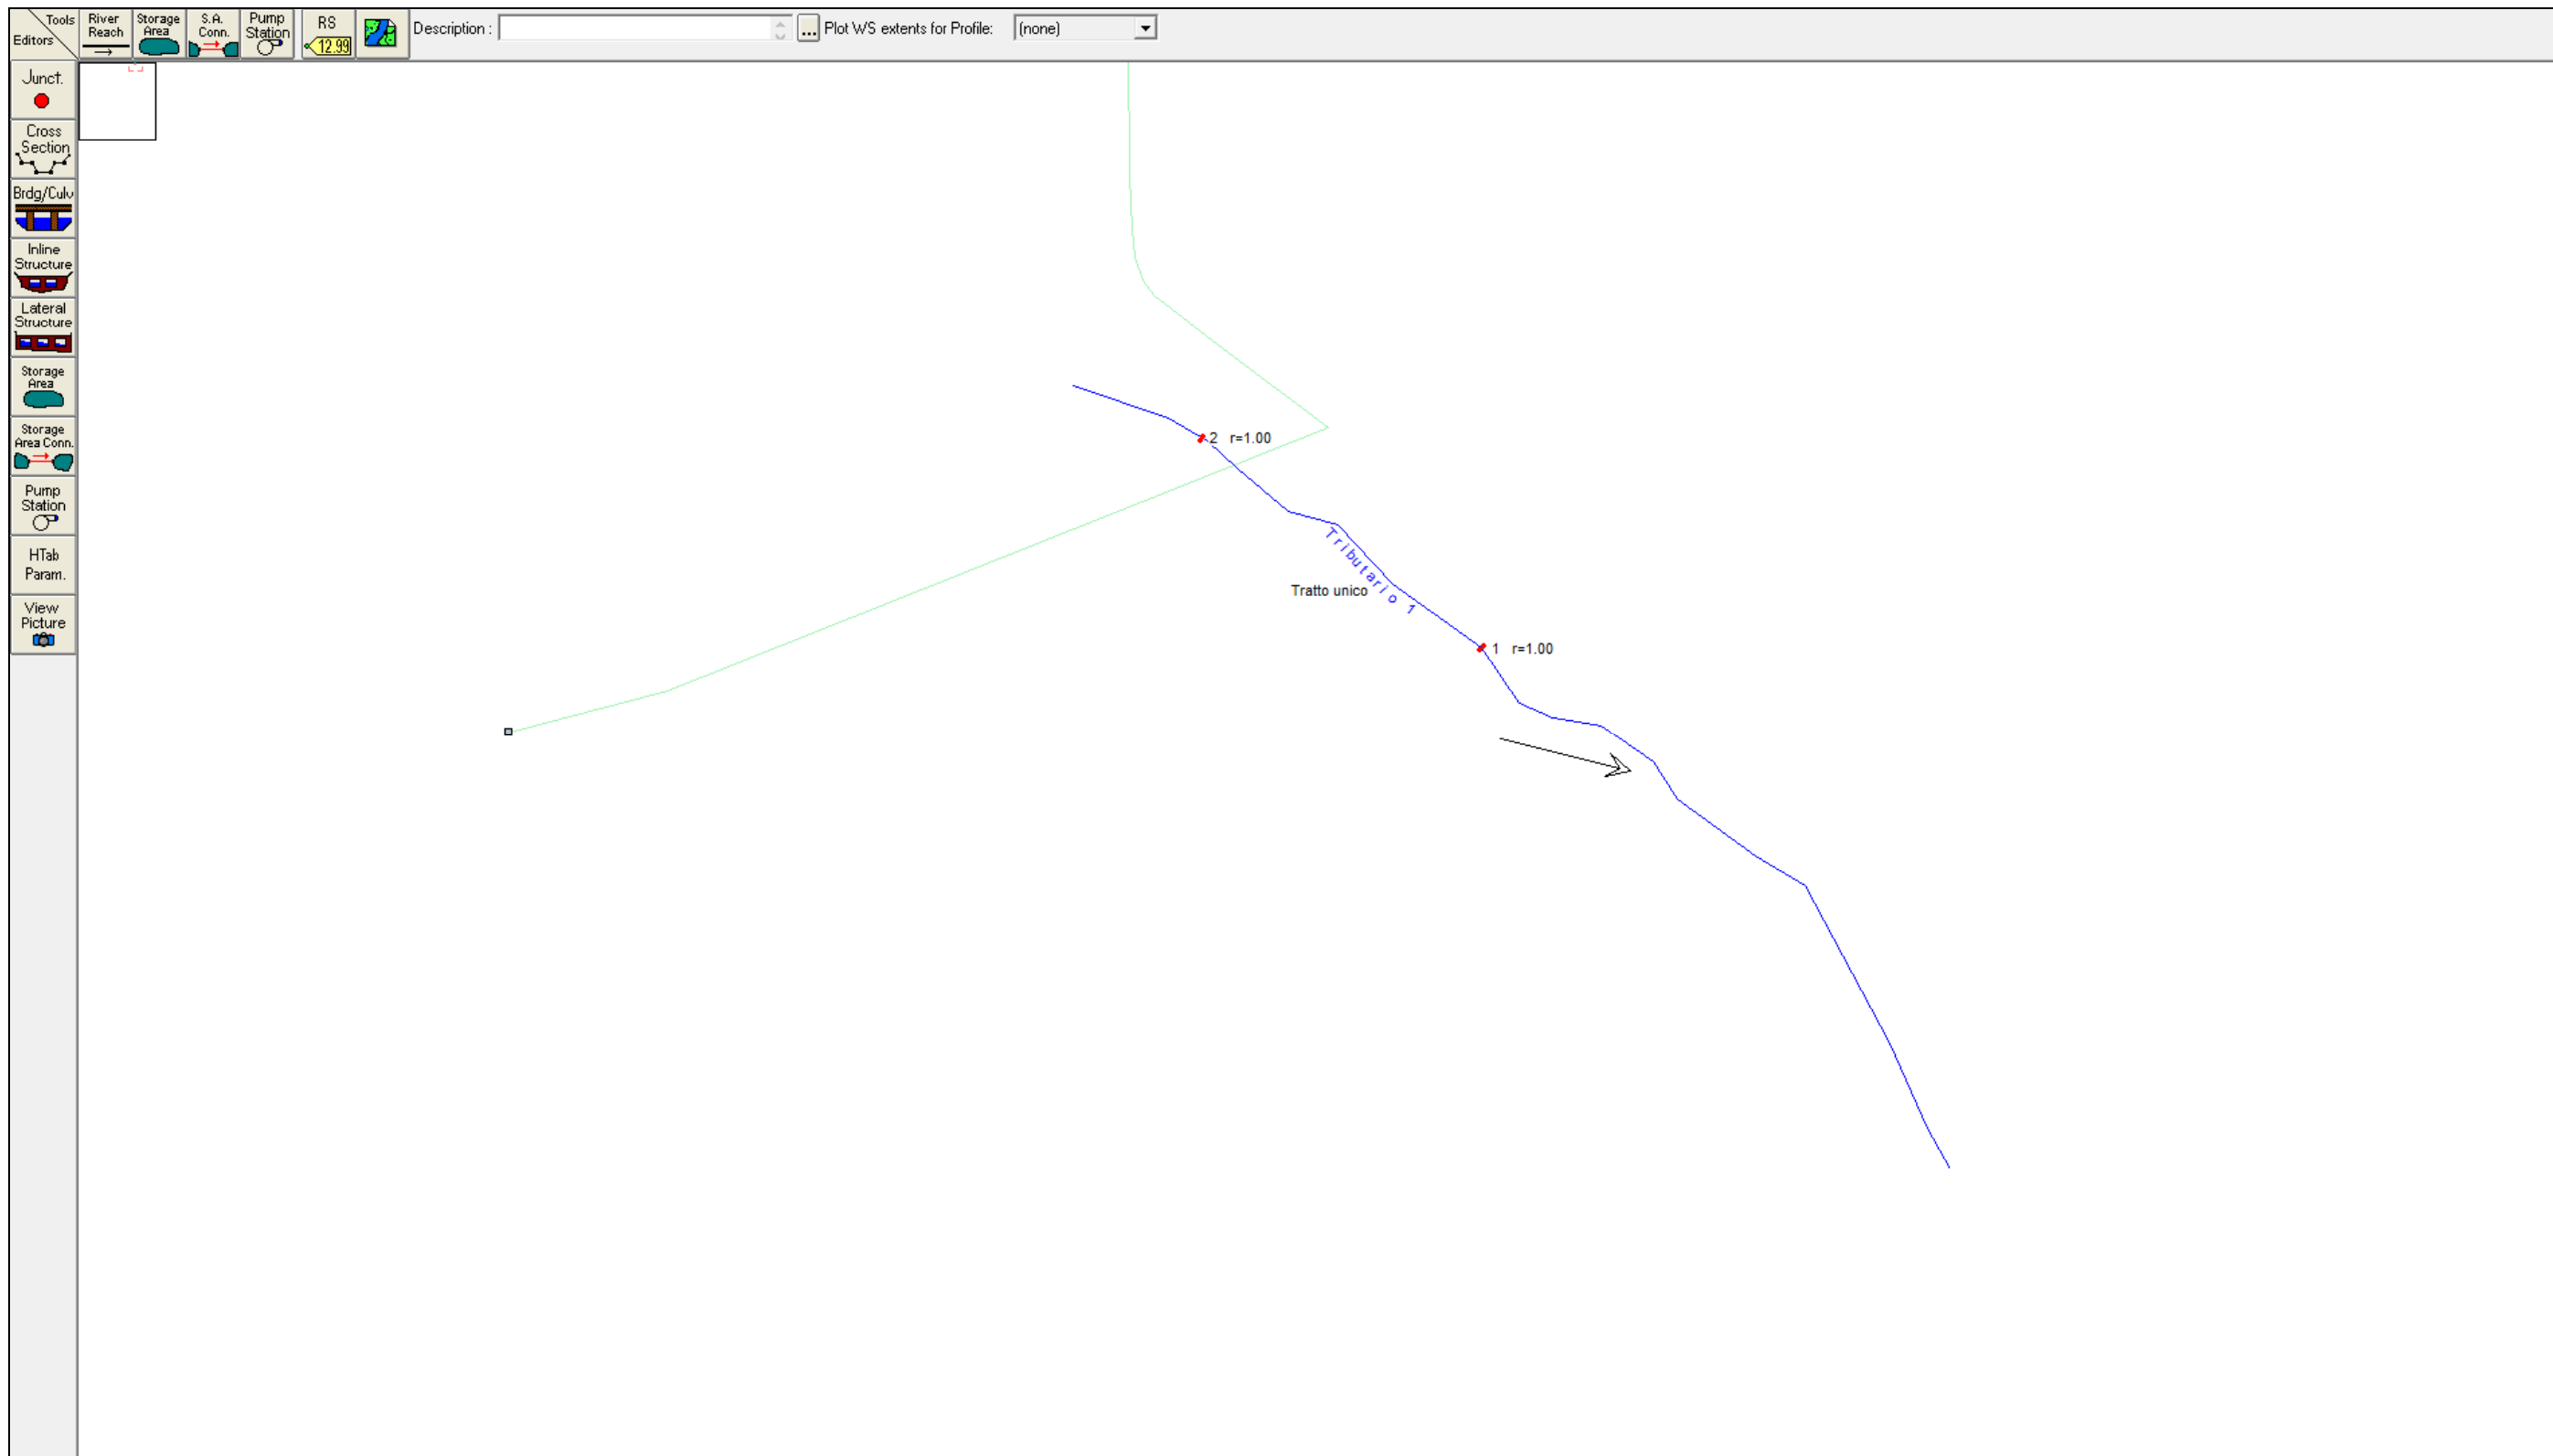 Tools
Editors
River
Reach
Storage
Area
S.A.
Conn.
Pump
Station
RS
12.99
Description :
...
Plot WS extents for Profile:
(none)
Junct.
Cross
Section
Brdg/Culv
Inline
Structure
Lateral
Structure
Storage
Area
Storage
Area Conn.
Pump
Station
HTab
Param.
View
Picture
2 r=1.00
Tributario 1
Tratto unico
1 r=1.00